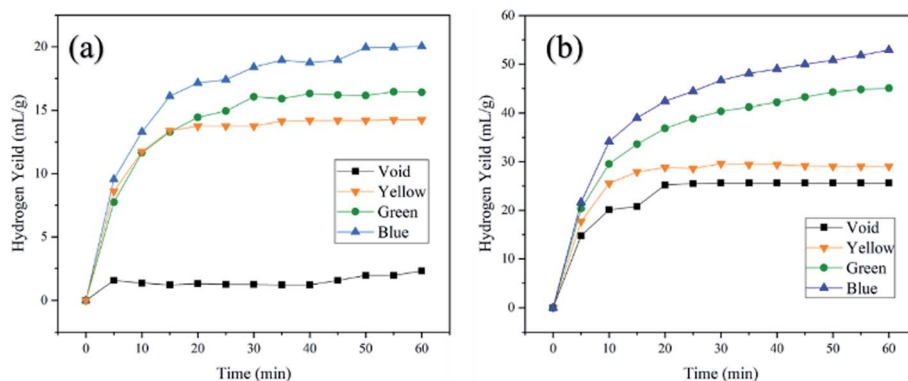 (a)
Hydrogen Yeild (mL/g)
20
15
10
5
0
Void
Yellow
Green
Blue
0 10 20 30 40 50 60
Time (min)
(b)
Hydrogen Yeild (mL/g)
60
50
40
30
20
10
0
Void
Yellow
Green
Blue
0 10 20 30 40 50 60
Time (min)